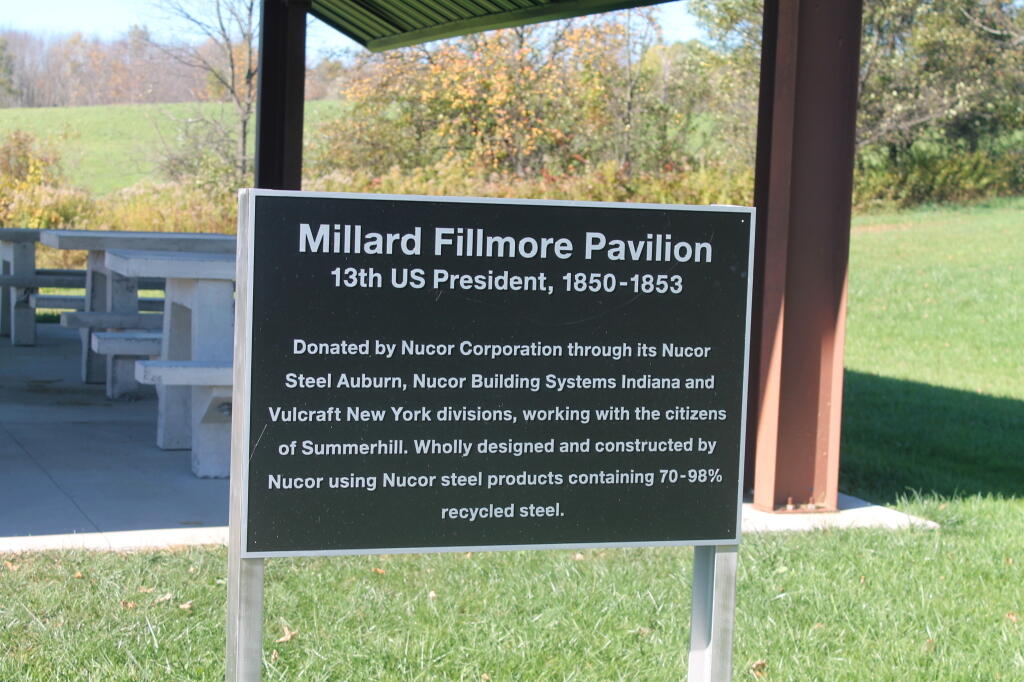 Millard Fillmore Pavilion
13th US President, 1850-1853
Donated by Nucor Corporation through its Nucor
Steel Auburn, Nucor Building Systems Indiana and
Vulcraft New York divisions, working with the citizens
of Summerhill. Wholly designed and constructed by
Nucor using Nucor steel products containing 70-98%
recycled steel.